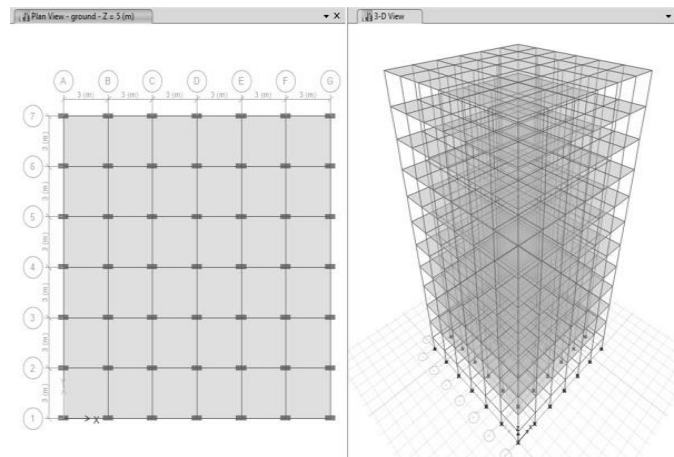 Plan View - ground - Z = 5 (m)
3-D View
A B C D E F G
3 (m) 3 (m) 3 (m) 3 (m) 3 (m) 3 (m)
7
3 (m)
6
3 (m)
5
3 (m)
4
3 (m)
3
3 (m)
2
3 (m)
Y
1
X